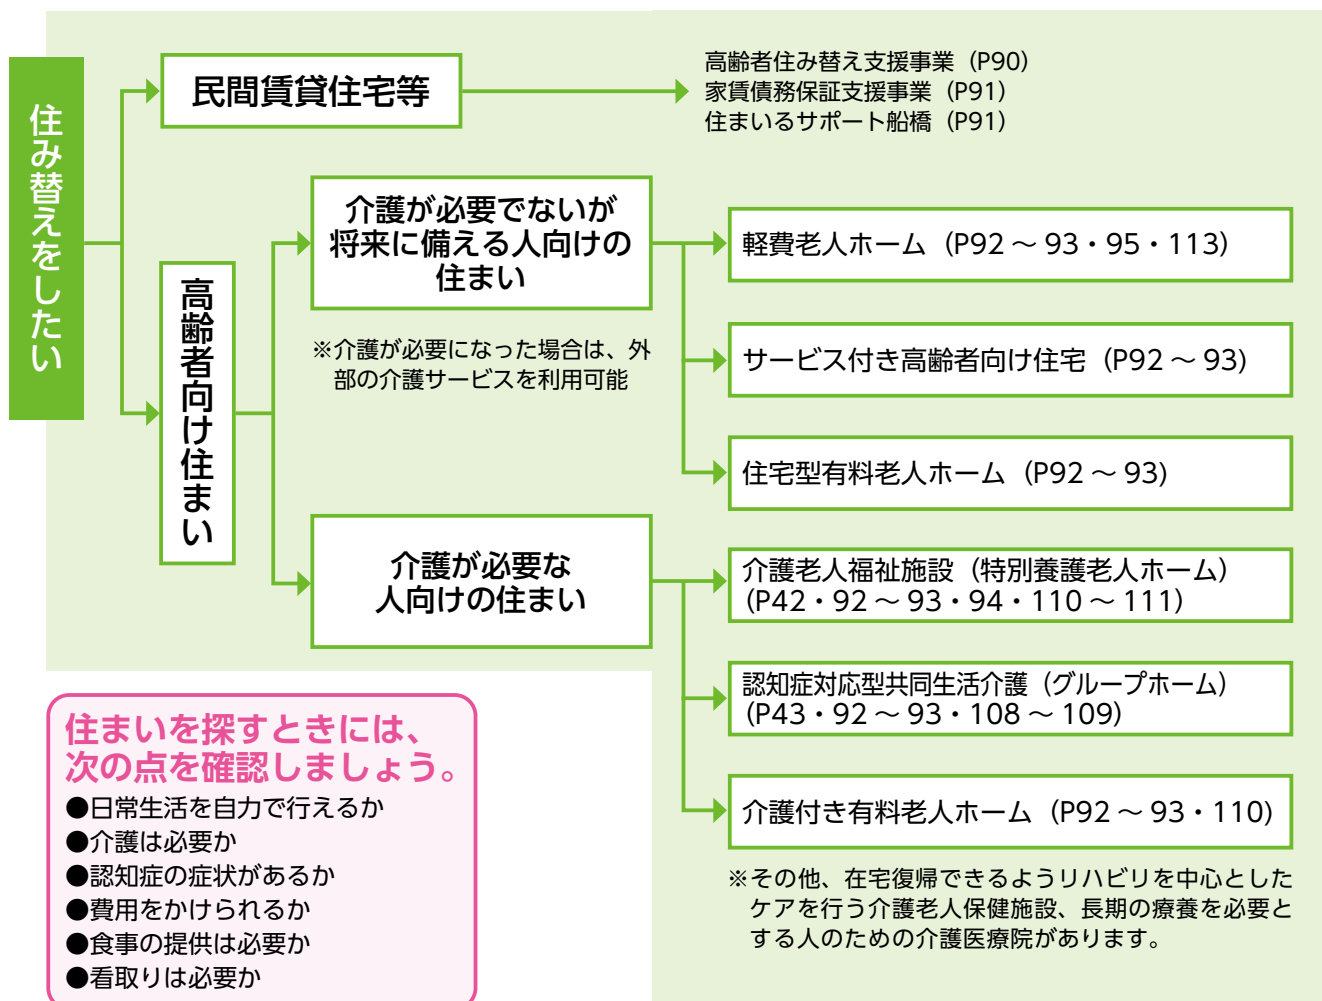 住み替えをしたい
民間賃貸住宅等
高齢者住み替え支援事業（P90）
家賃債務保証支援事業（P91）
住まいるサポート船橋（P91）
高齢者向け住まい
介護が必要でないが
将来に備える人向けの
住まい
※介護が必要になった場合は、外
部の介護サービスを利用可能
軽費老人ホーム（P92～93・95・113）
サービス付き高齢者向け住宅（P92～93）
住宅型有料老人ホーム（P92～93）
介護が必要な
人向けの住まい
介護老人福祉施設（特別養護老人ホーム）
（P42・92～93・94・110～111）
認知症対応型共同生活介護（グループホーム）
（P43・92～93・108～109）
介護付き有料老人ホーム（P92～93・110）
※その他、在宅復帰できるようリハビリを中心とした
ケアを行う介護老人保健施設、長期の療養を必要と
する人のための介護医療院があります。
住まいを探すときには、
次の点を確認しましょう。
●日常生活を自力で行えるか
●介護は必要か
●認知症の症状があるか
●費用をかけられるか
●食事の提供は必要か
●看取りは必要か